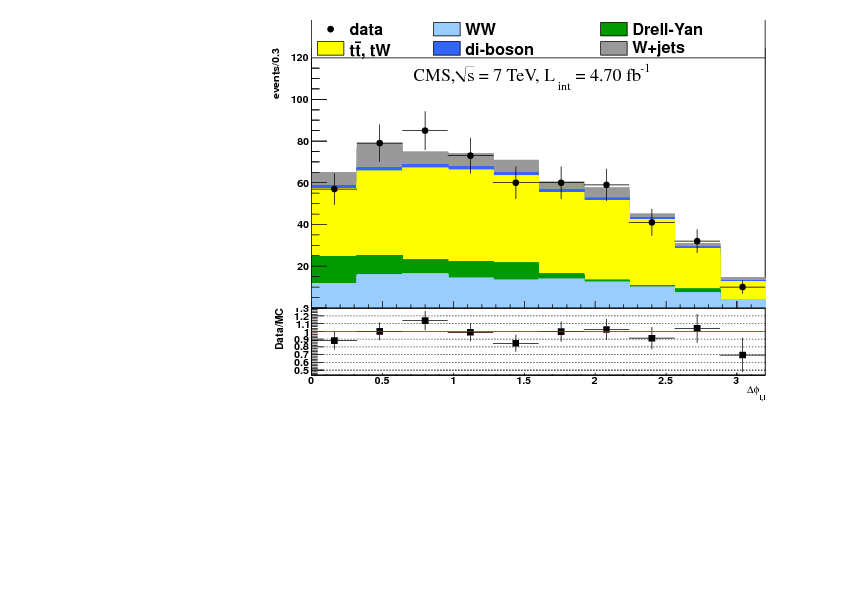 data WW Drell-Yan
tt̄, tW di-boson W+jets
events/0.3
CMS,√s = 7 TeV, L int = 4.70 fb-1
120
100
80
60
40
20
Data/MC
1.3
1.2
1.1
1
0.9
0.8
0.7
0.6
0.5
0 0.5 1 1.5 2 2.5 3
Δϕ l,l